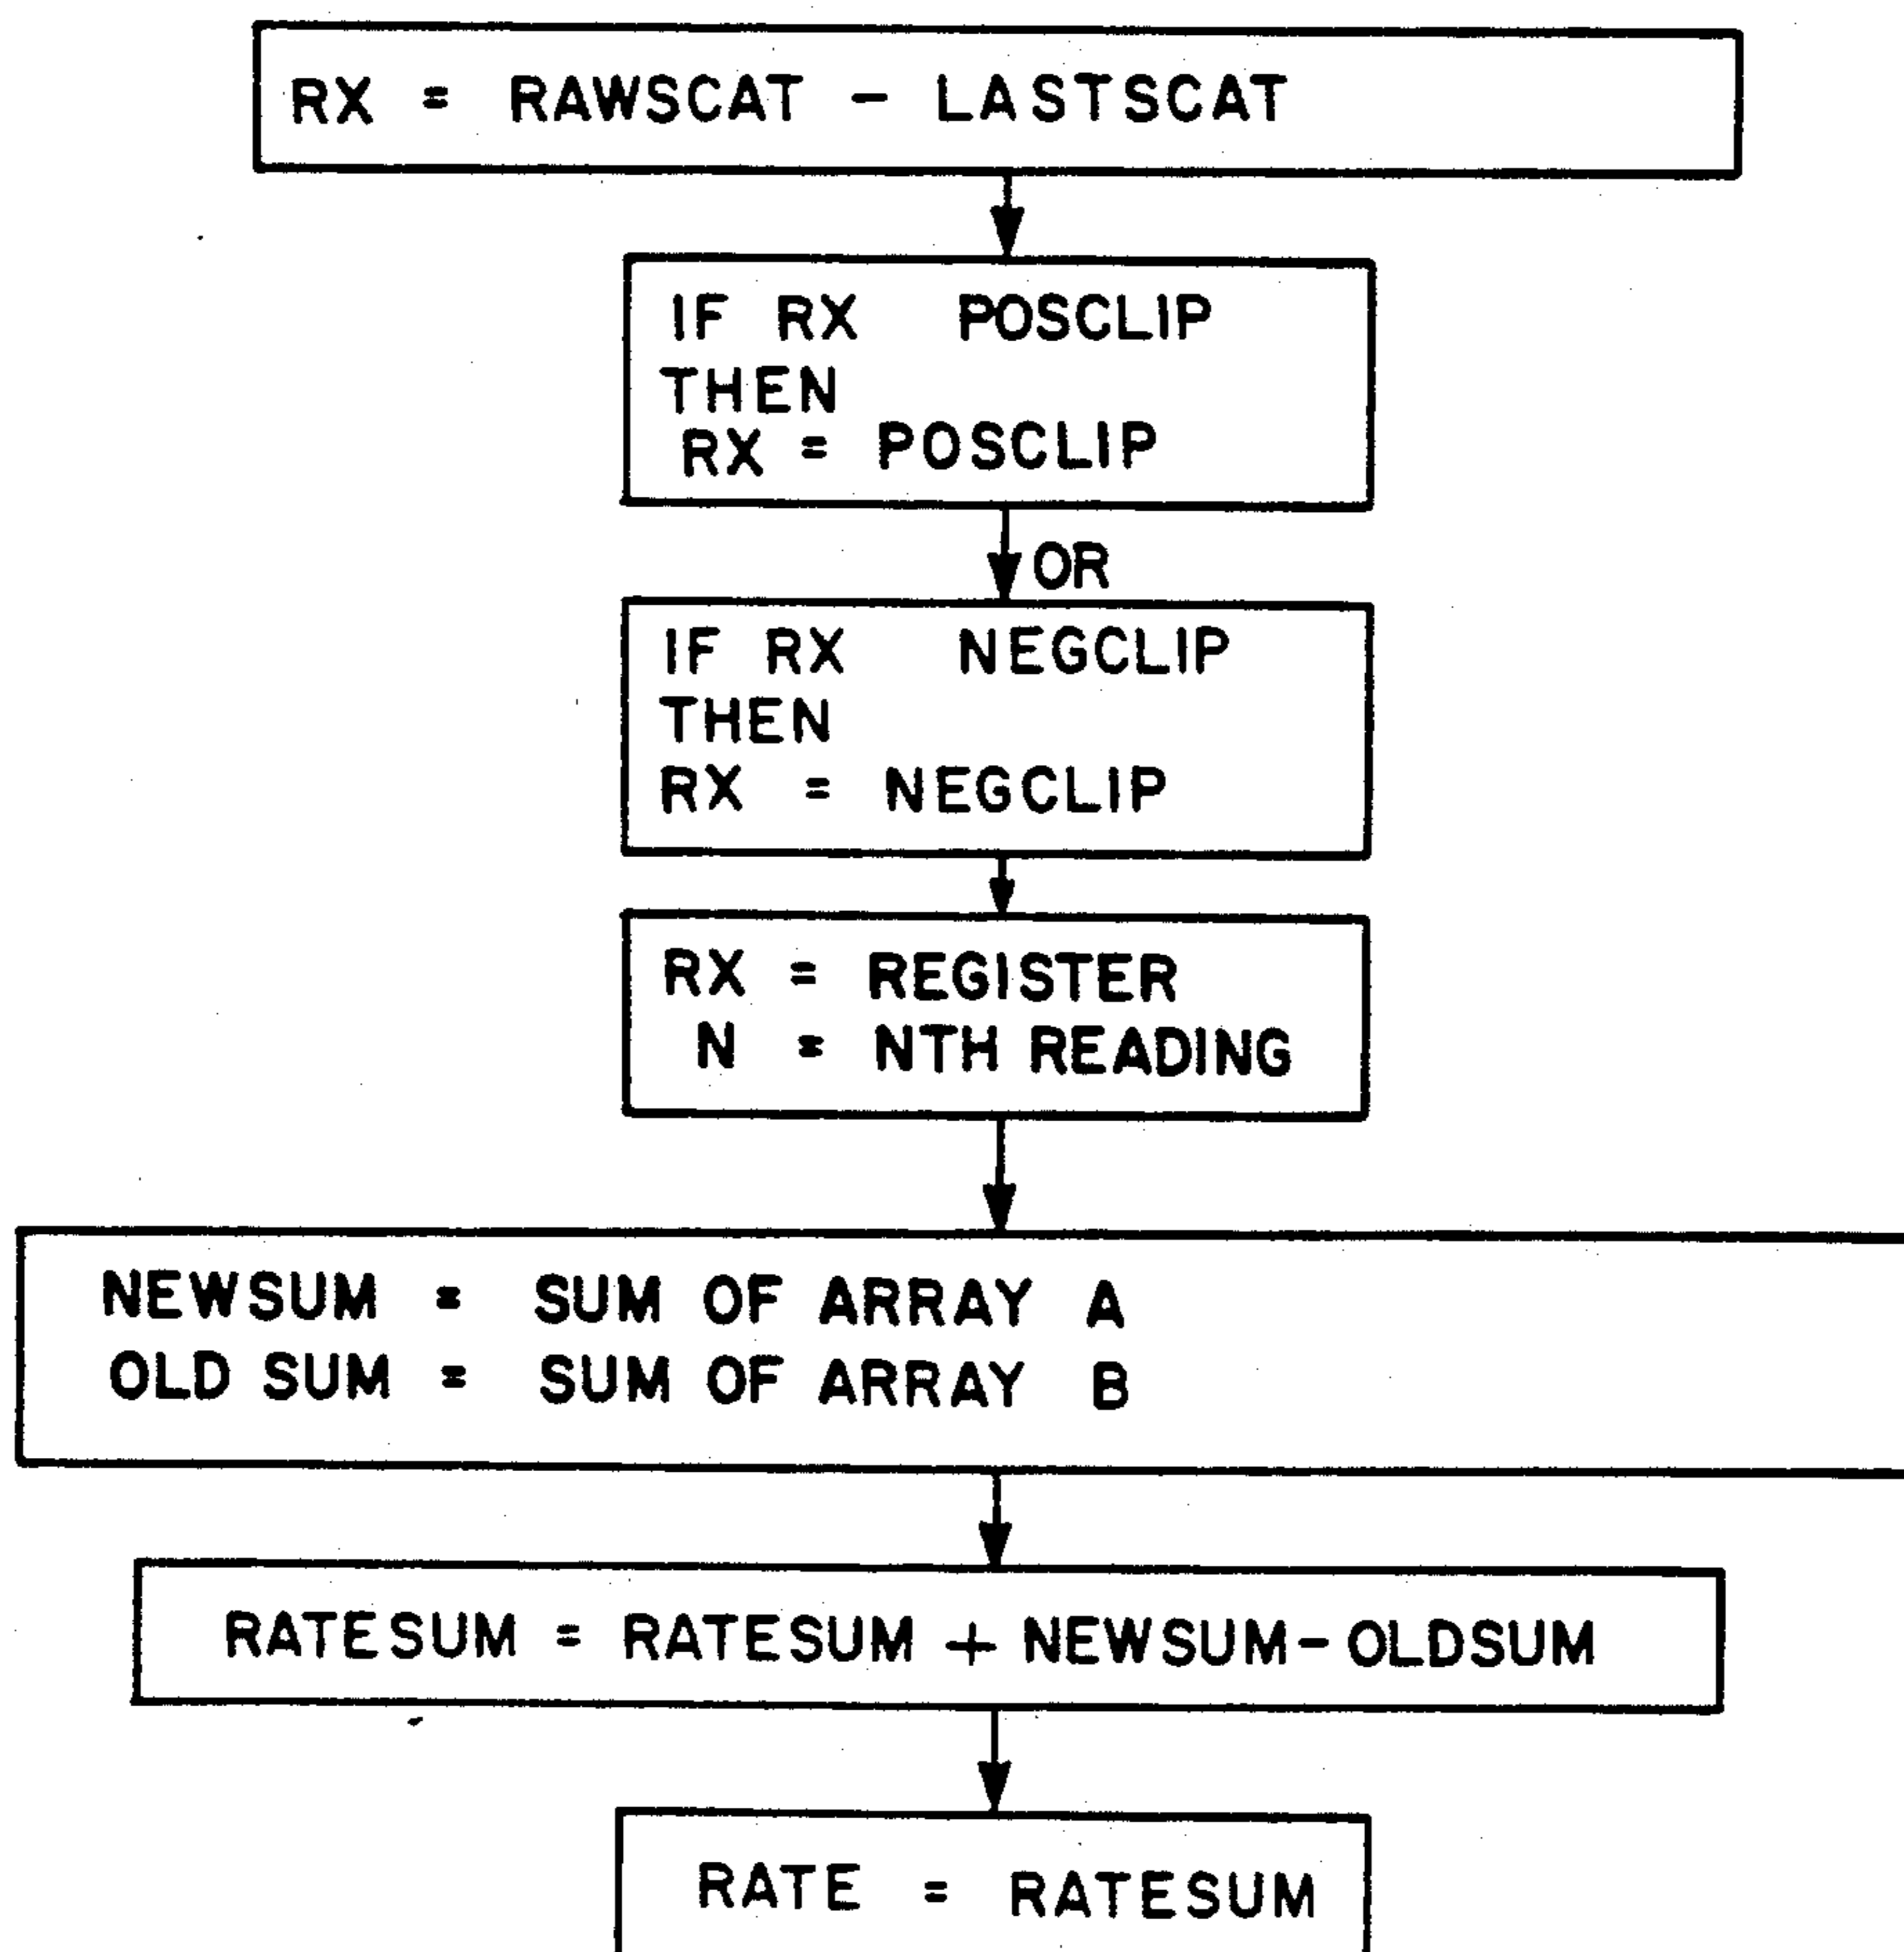 RX = RAWSCAT - LASTSCAT
IF RX POSCLIP
THEN
RX = POSCLIP
OR
IF RX NEGCLIP
THEN
RX = NEGCLIP
RX = REGISTER
N = NTH READING
NEWSUM = SUM OF ARRAY A
OLD SUM = SUM OF ARRAY B
RATESUM = RATESUM + NEWSUM-OLDSUM
RATE = RATESUM